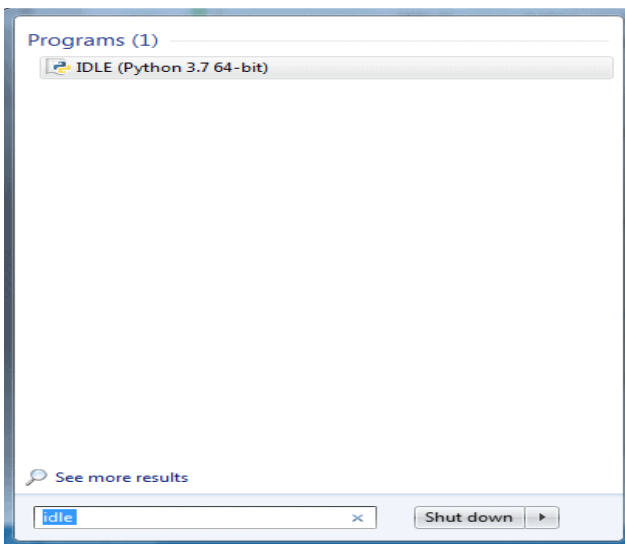 Programs (1)
IDLE (Python 3.7 64-bit)
See more results
idle
Shut down